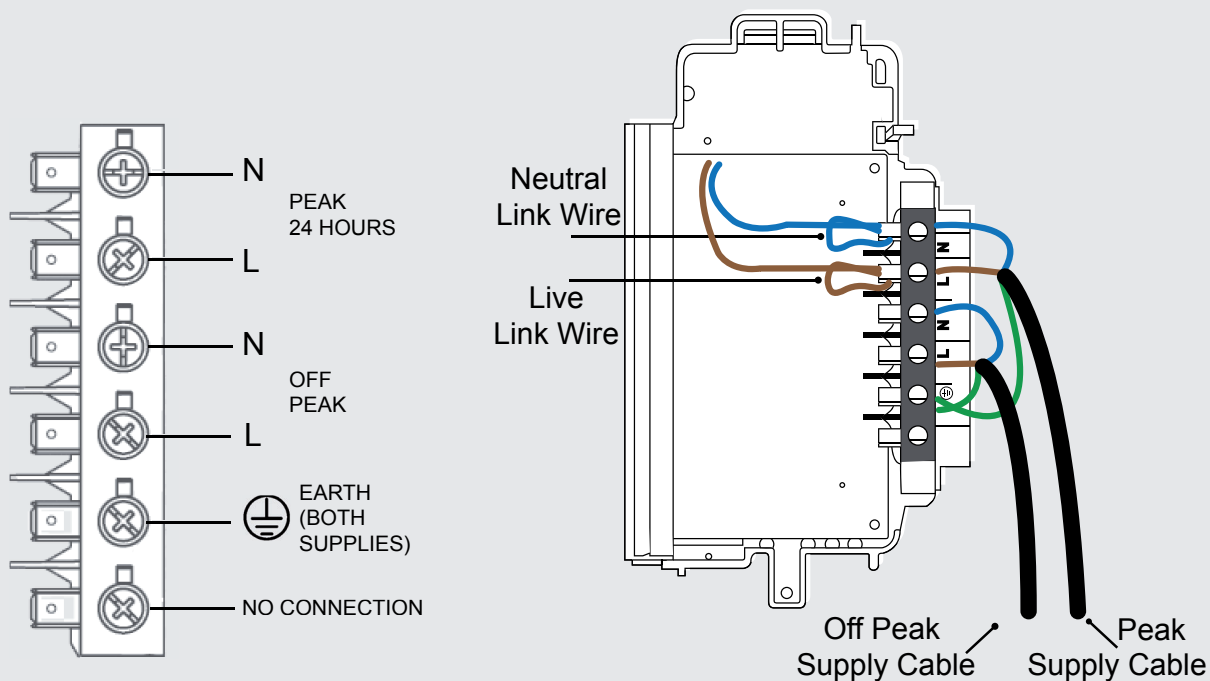 N
PEAK
24 HOURS
L
N
OFF
PEAK
L
EARTH
(BOTH
SUPPLIES)
NO CONNECTION
Neutral
Link Wire
Live
Link Wire
N
L
N
L
Off Peak
Supply Cable
Peak
Supply Cable